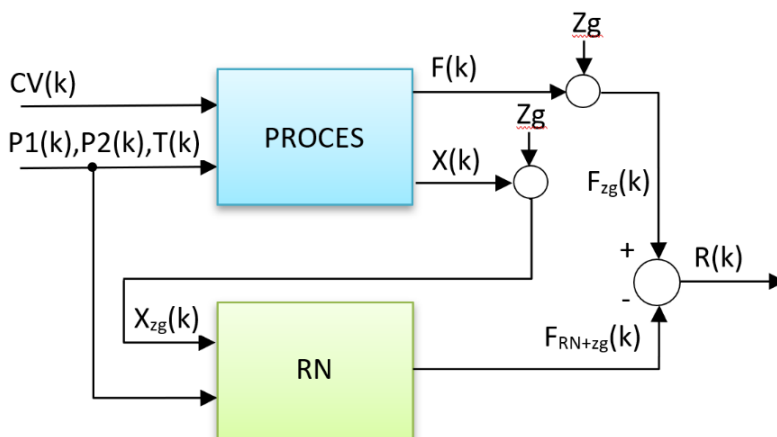 Zg
F(k)
CV(k)
Zg
PROCES
P1(k),P2(k),T(k)
X(k)
Fzg(k)
+
R(k)
-
Xzg(k)
FRN+zg(k)
RN